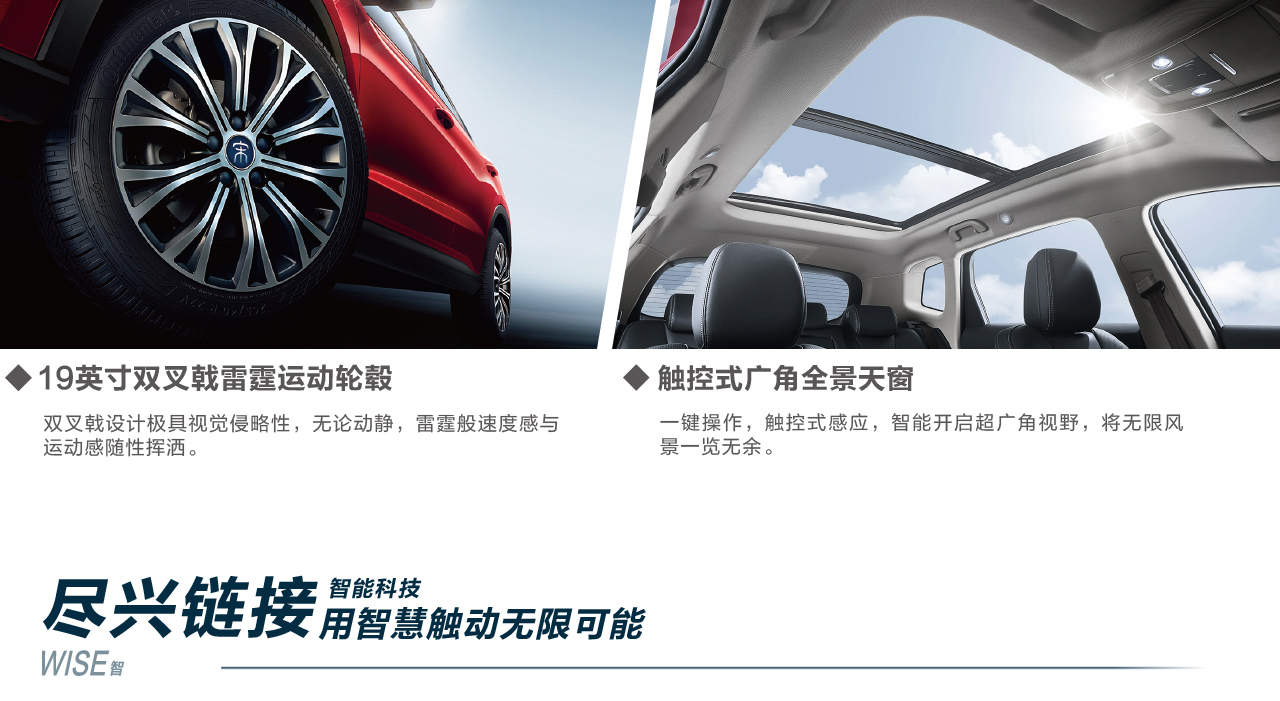 宋
◆ 19英寸双叉戟雷霆运动轮毂
双叉戟设计极具视觉侵略性，无论动静，雷霆般速度感与
运动感随性挥洒。
◆ 触控式广角全景天窗
一键操作，触控式感应，智能开启超广角视野，将无限风
景一览无余。
尽兴链接 智能科技
用智慧触动无限可能
WISE智